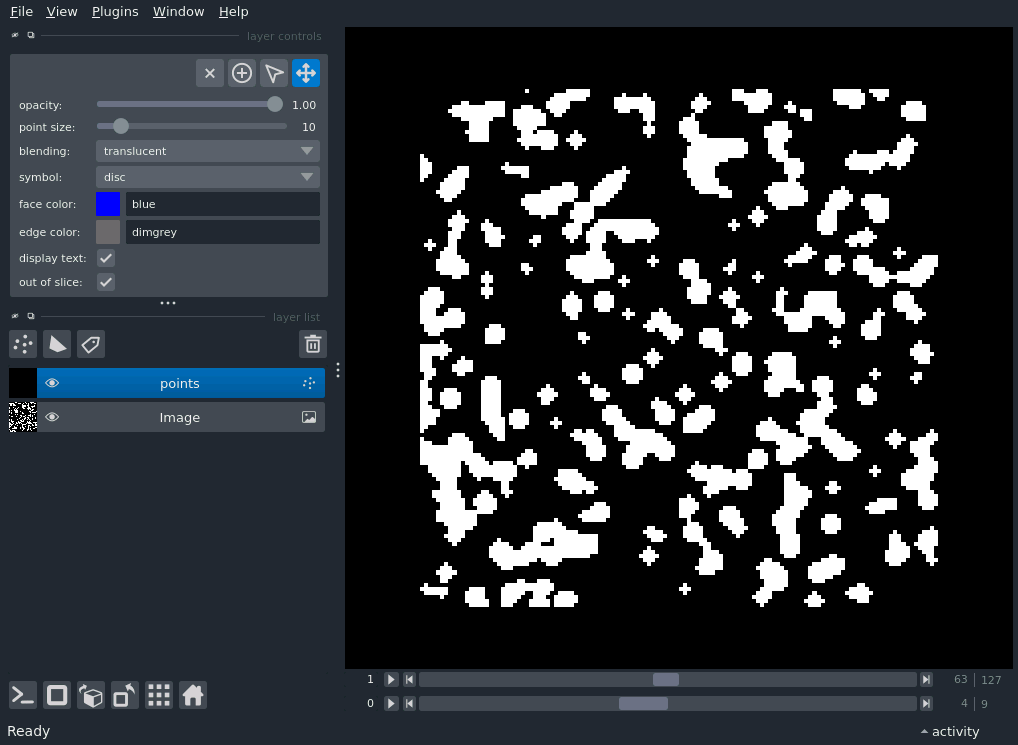 File View Plugins Window Help
layer controls
opacity: 1.00
point size: 10
blending: translucent
symbol: disc
face color: blue
edge color: dimgrey
display text:
out of slice:
layer list
points
Image
1 63 127
0 4 9
Ready activity